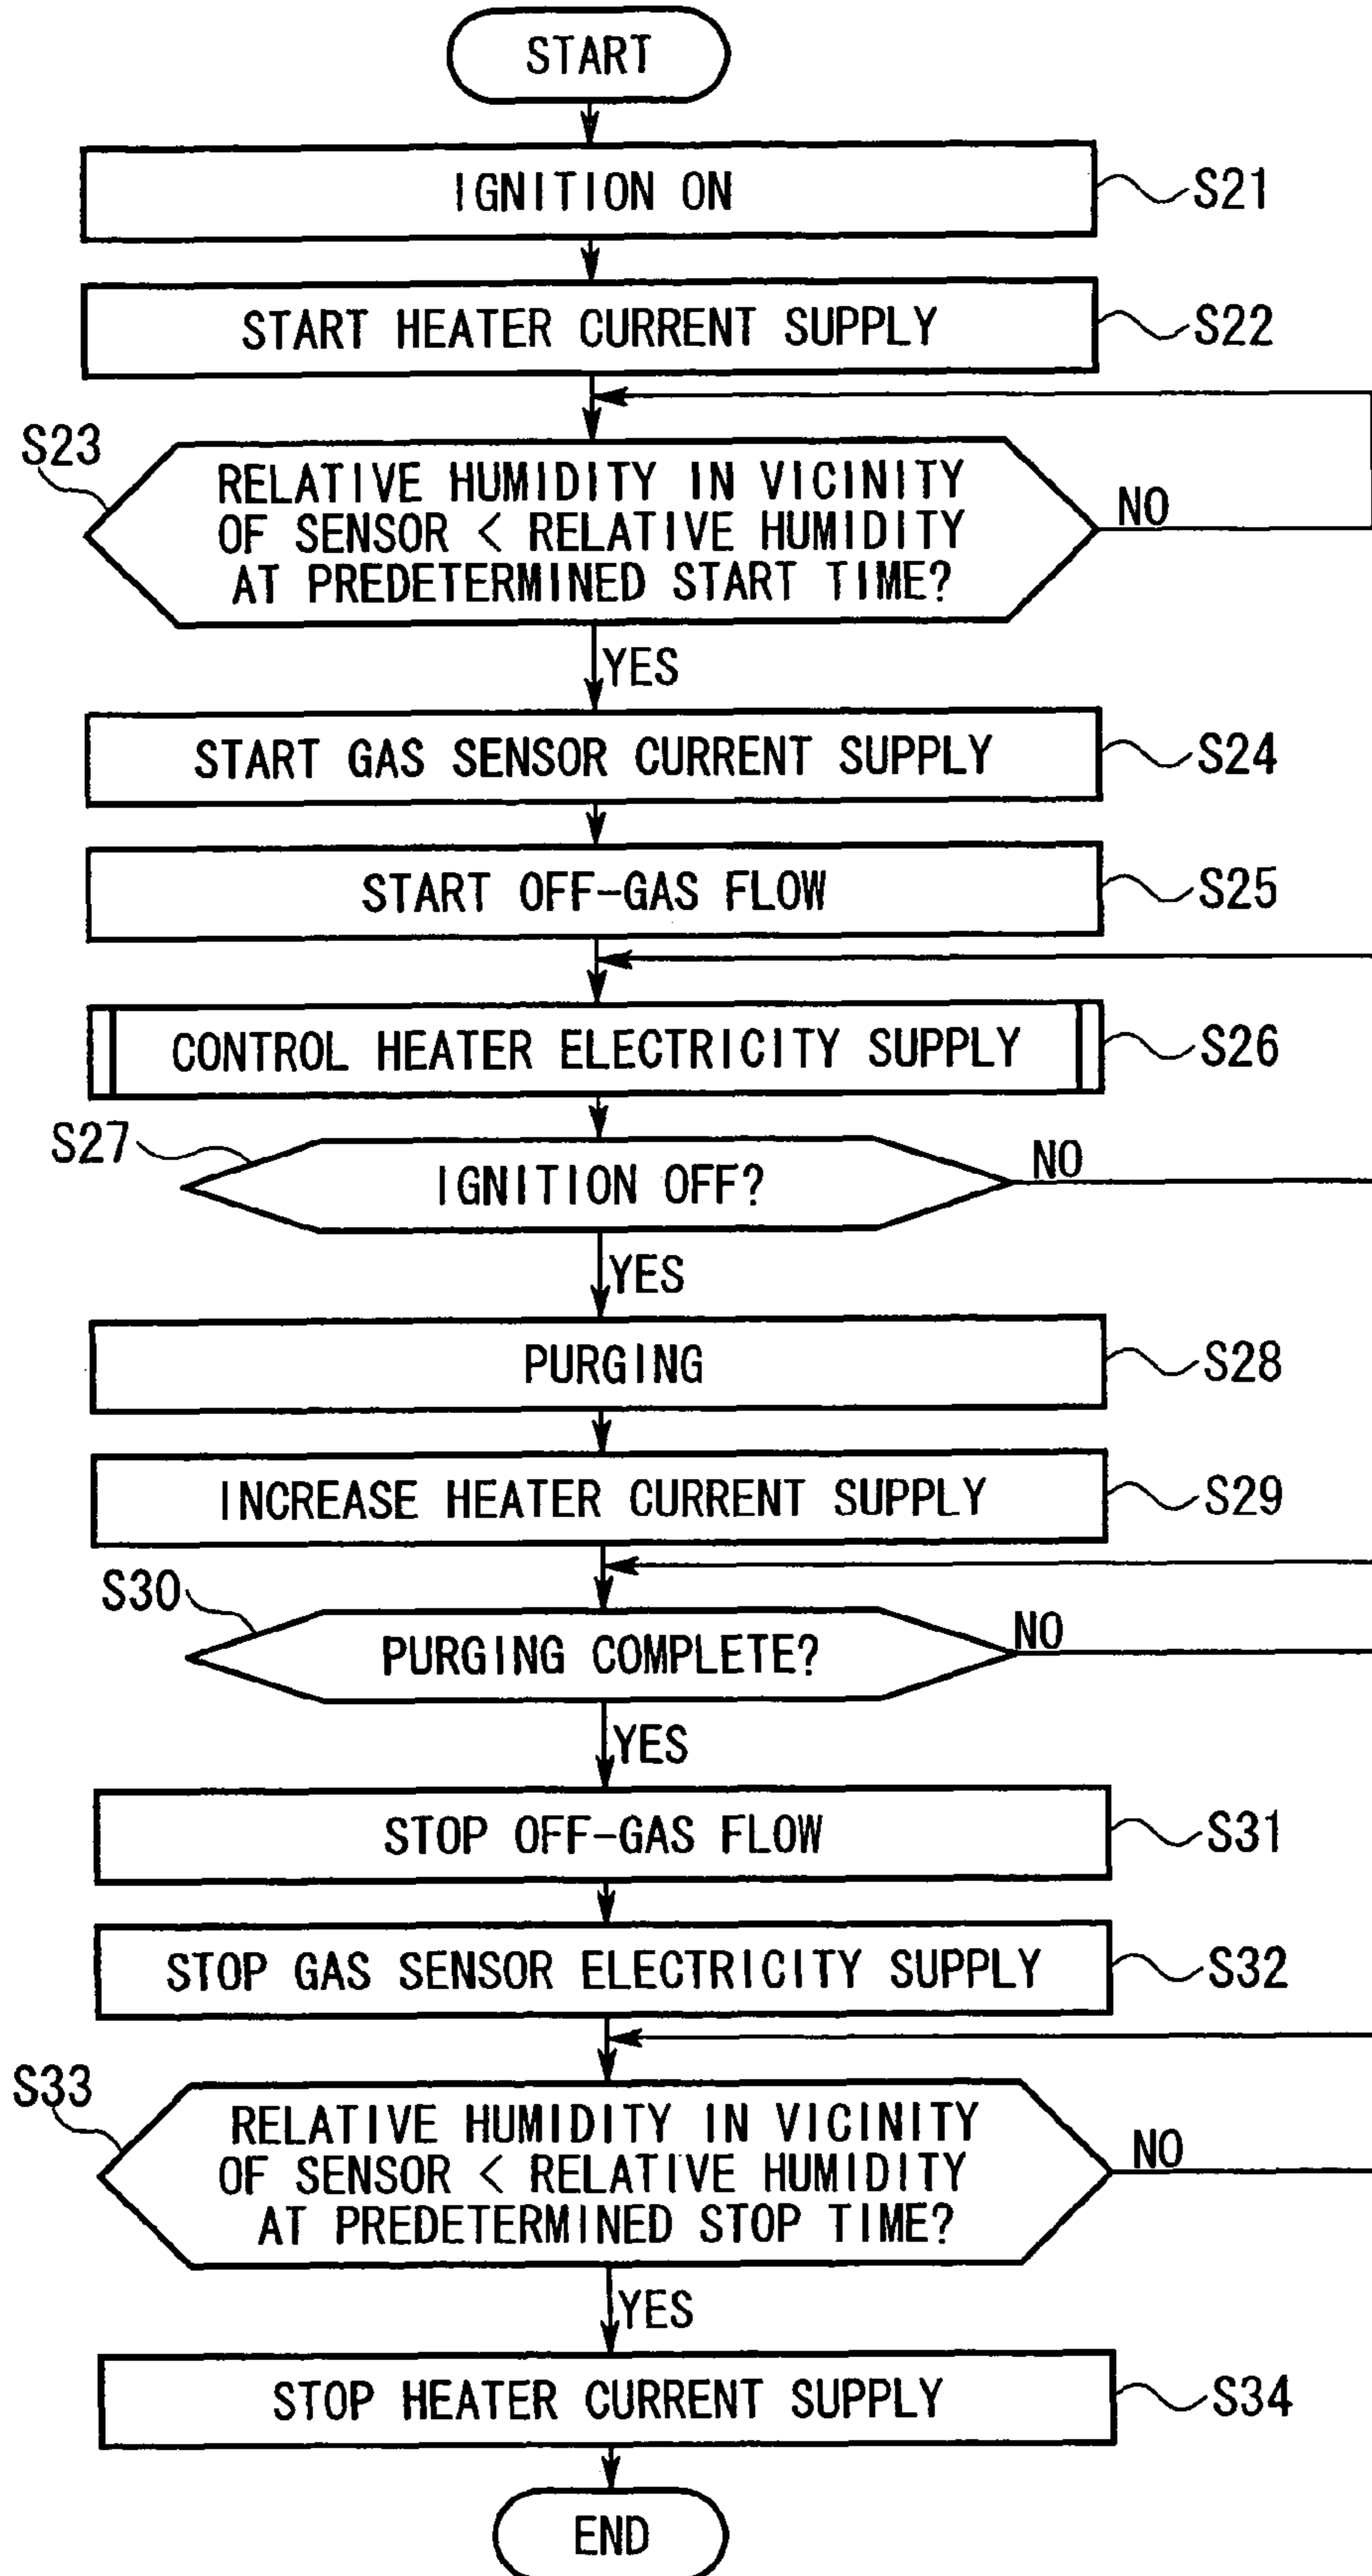 START
IGNITION ON
S21
START HEATER CURRENT SUPPLY
S22
S23
RELATIVE HUMIDITY IN VICINITY
OF SENSOR < RELATIVE HUMIDITY
AT PREDETERMINED START TIME?
NO
YES
START GAS SENSOR CURRENT SUPPLY
S24
START OFF-GAS FLOW
S25
CONTROL HEATER ELECTRICITY SUPPLY
S26
S27
IGNITION OFF?
NO
YES
PURGING
S28
INCREASE HEATER CURRENT SUPPLY
S29
S30
PURGING COMPLETE?
NO
YES
STOP OFF-GAS FLOW
S31
STOP GAS SENSOR ELECTRICITY SUPPLY
S32
S33
RELATIVE HUMIDITY IN VICINITY
OF SENSOR < RELATIVE HUMIDITY
AT PREDETERMINED STOP TIME?
NO
YES
STOP HEATER CURRENT SUPPLY
S34
END